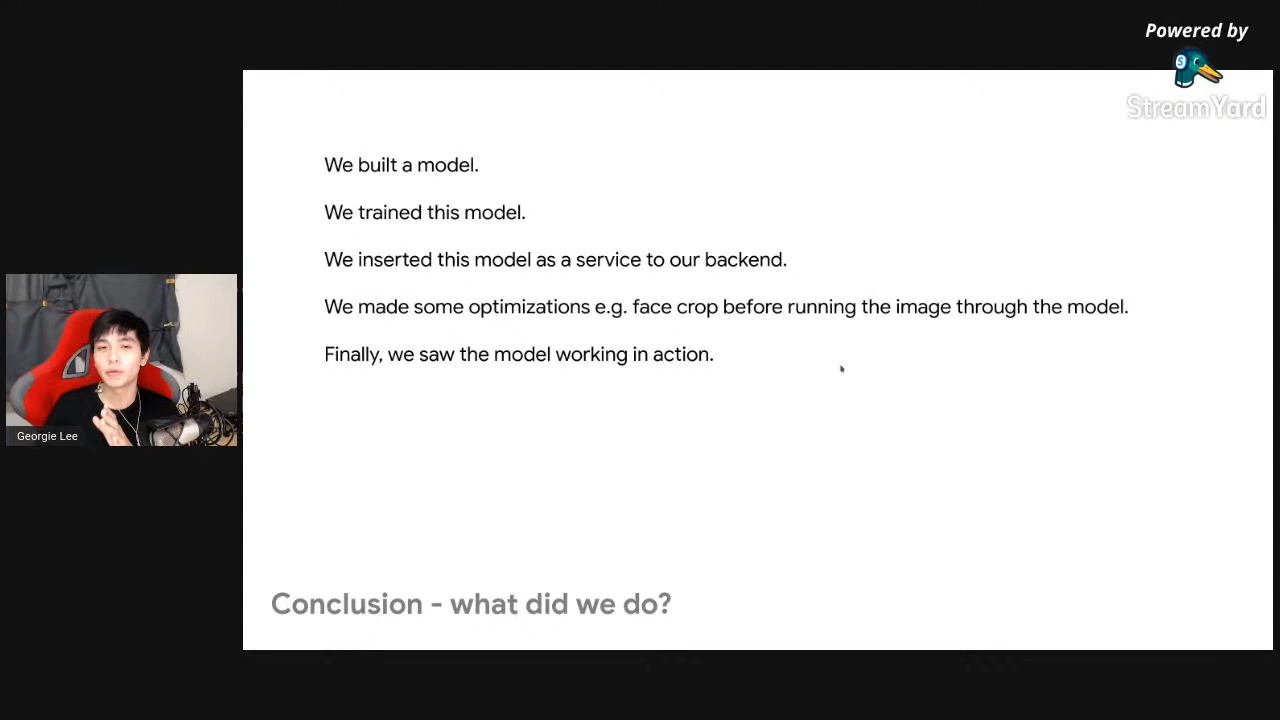 Powered by
StreamYard
We built a model.
We trained this model.
We inserted this model as a service to our backend.
We made some optimizations e.g. face crop before running the image through the model.
Finally, we saw the model working in action.
Georgie Lee
Conclusion - what did we do?